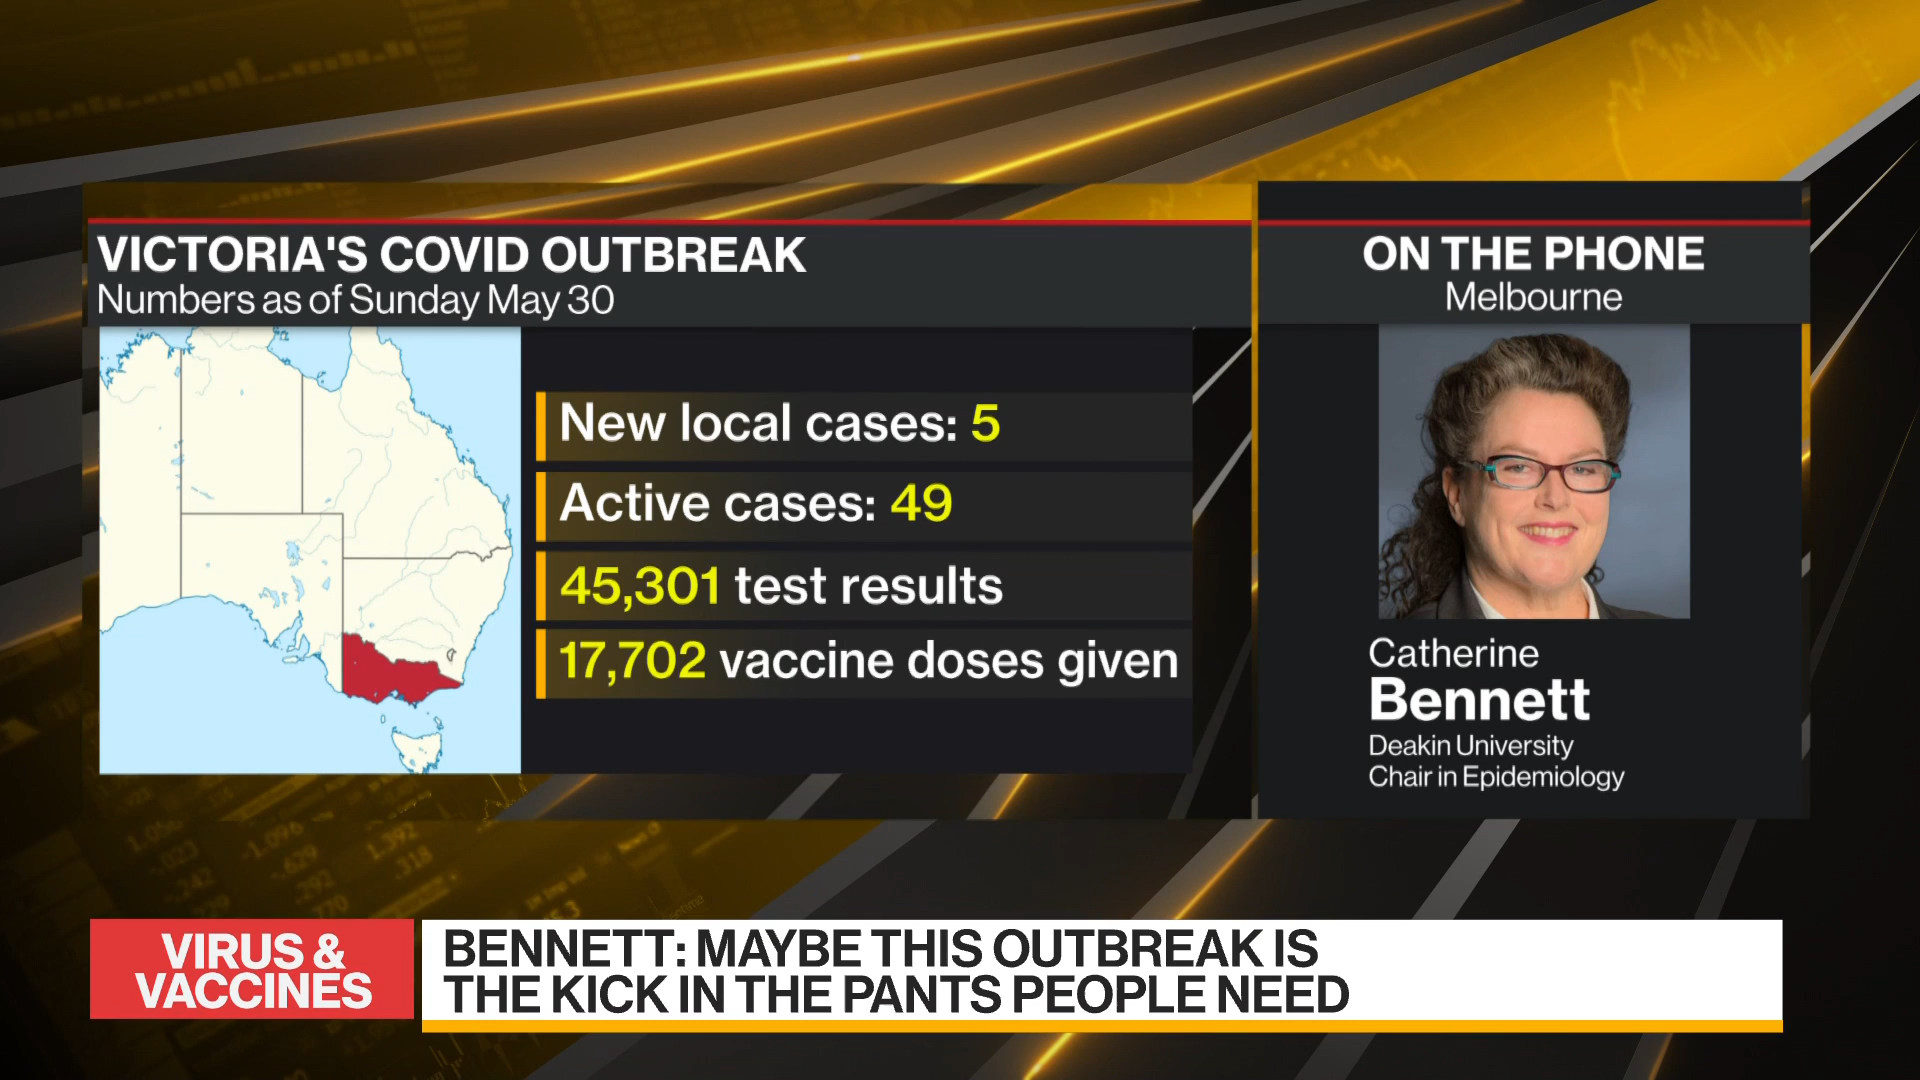 VICTORIA'S COVID OUTBREAK
Numbers as of Sunday May 30
New local cases: 5
Active cases: 49
45,301 test results
17,702 vaccine doses given
ON THE PHONE
Melbourne
Catherine
Bennett
Deakin University
Chair in Epidemiology
VIRUS &
VACCINES
BENNETT: MAYBE THIS OUTBREAK IS
THE KICK IN THE PANTS PEOPLE NEED